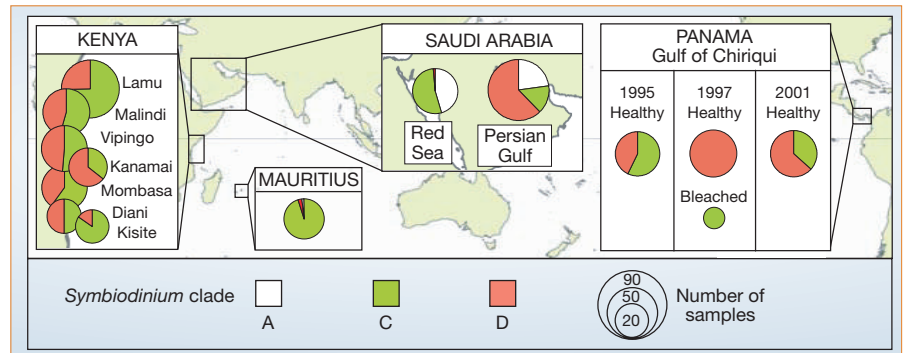 KENYA
Lamu
Malindi
Vipingo
Kanamai
Mombasa
Diani
Kisite
MAURITIUS
SAUDI ARABIA
Red
Sea
Persian
Gulf
PANAMA
Gulf of Chiriqui
1995
Healthy
1997
Healthy
2001
Healthy
Bleached
Symbiodinium clade
A
C
D
90
50
20
Number of
samples